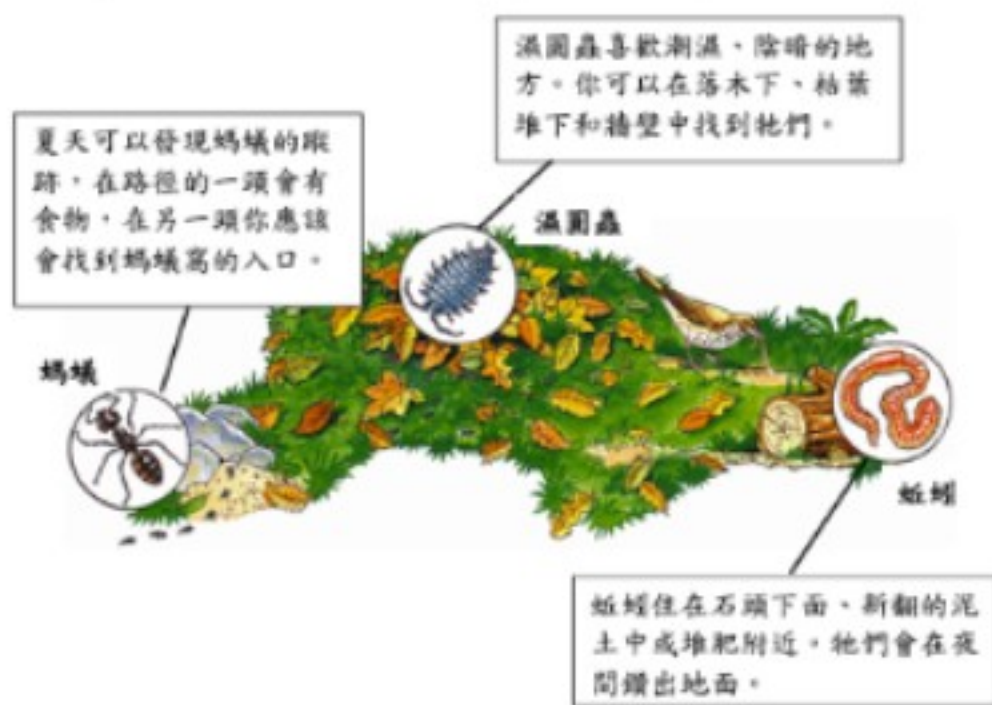 濕圓蟲喜歡潮濕、陰暗的地
方。你可以在落木下、枯葉
堆下和牆壁中找到牠們。
夏天可以發現螞蟻的蹤
跡，在路徑的一頭會有
食物，在另一頭你應該
會找到螞蟻窩的入口。
濕圓蟲
螞蟻
蚯蚓
蚯蚓住在石頭下面、新翻的泥
土中或堆肥附近。牠們會在夜
間鑽出地面。